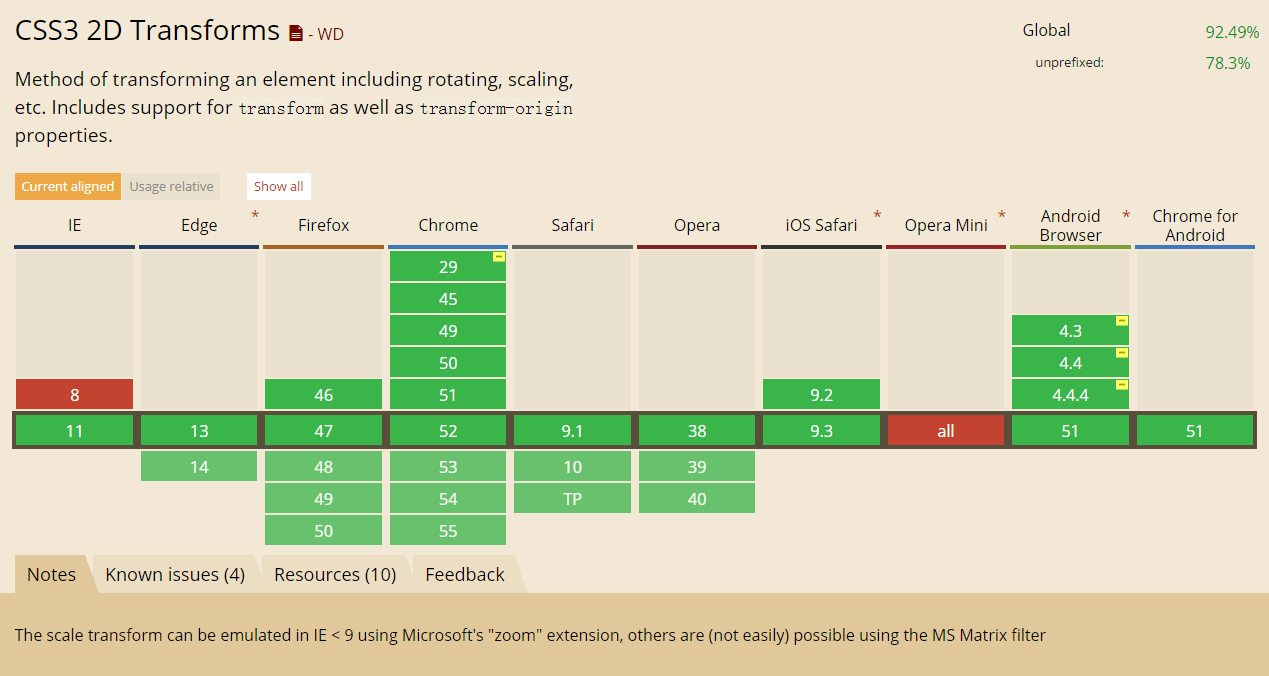 CSS3 2D Transforms - WD
Global 92.49%
unprefixed: 78.3%
Method of transforming an element including rotating, scaling,
etc. Includes support for transform as well as transform-origin
properties.
Current aligned Usage relative Show all
IE Edge * Firefox Chrome Safari Opera iOS Safari * Opera Mini * Android Browser * Chrome for Android
29 -
45
49 4.3 -
50 4.4 -
8 46 51 9.2 4.4.4 -
11 13 47 52 9.1 38 9.3 all 51 51
14 48 53 10 39
49 54 TP 40
50 55
Notes Known issues (4) Resources (10) Feedback
The scale transform can be emulated in IE < 9 using Microsoft's "zoom" extension, others are (not easily) possible using the MS Matrix filter